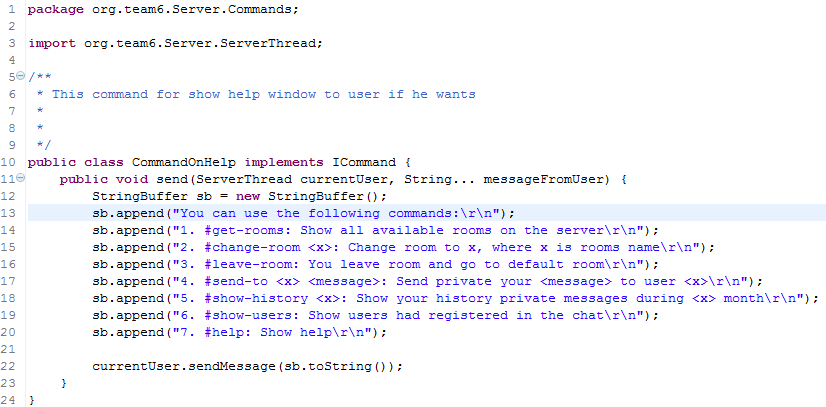 1 package org.team6.Server.Commands;
2
3 import org.team6.Server.ServerThread;
4
5 /**
6  * This command for show help window to user if he wants
7  *
8  *
9  */
10 public class CommandOnHelp implements ICommand {
11     public void send(ServerThread currentUser, String... messageFromUser) {
12         StringBuffer sb = new StringBuffer();
13         sb.append("You can use the following commands:\r\n");
14         sb.append("1. #get-rooms: Show all available rooms on the server\r\n");
15         sb.append("2. #change-room <x>: Change room to x, where x is rooms name\r\n");
16         sb.append("3. #leave-room: You leave room and go to default room\r\n");
17         sb.append("4. #send-to <x> <message>: Send private your <message> to user <x>\r\n");
18         sb.append("5. #show-history <x>: Show your history private messages during <x> month\r\n");
19         sb.append("6. #show-users: Show users had registered in the chat\r\n");
20         sb.append("7. #help: Show help\r\n");
21
22         currentUser.sendMessage(sb.toString());
23     }
24 }